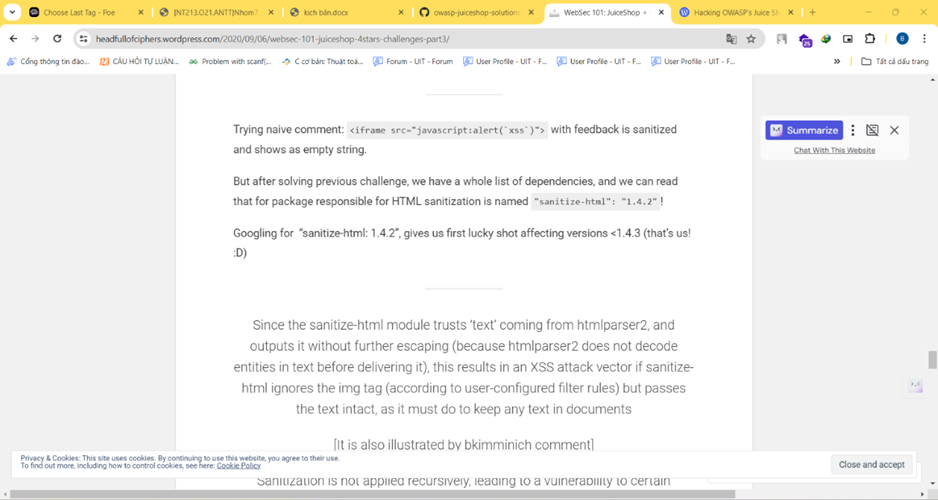 Choose Last Tag - Poe
[NT213.O21.ANTT]Nhom7.
kich bản.docx
owasp-juiceshop-solutions
WebSec 101: JuiceShop
Hacking OWASP's Juice Sh
headfullofciphers.wordpress.com/2020/09/06/websec-101-juiceshop-4stars-challenges-part3/
25
6
Cổng thông tin đào...
CÂU HỎI TỰ LUẬN...
Problem with scanf(...
C cơ bản: Thuật toá...
Forum - UIT - Forum
User Profile - UIT - F...
User Profile - UIT - F...
User Profile - UIT - F...
Tất cả dấu trang
Trying naive comment: <iframe src="javascript:alert(`xss`)"> with feedback is sanitized
and shows as empty string.
Summarize
Chat With This Website
But after solving previous challenge, we have a whole list of dependencies, and we can read
that for package responsible for HTML sanitization is named "sanitize-html": "1.4.2"!
Googling for "sanitize-html: 1.4.2", gives us first lucky shot affecting versions <1.4.3 (that's us!
:D)
Since the sanitize-html module trusts 'text' coming from htmlparser2, and
outputs it without further escaping (because htmlparser2 does not decode
entities in text before delivering it), this results in an XSS attack vector if sanitize-
html ignores the img tag (according to user-configured filter rules) but passes
the text intact, as it must do to keep any text in documents
[It is also illustrated by bkimminich comment]
Privacy & Cookies: This site uses cookies. By continuing to use this website, you agree to their use.
To find out more, including how to control cookies, see here: Cookie Policy
Close and accept
Sanitization is not applied recursively, leading to a vulnerability to certain